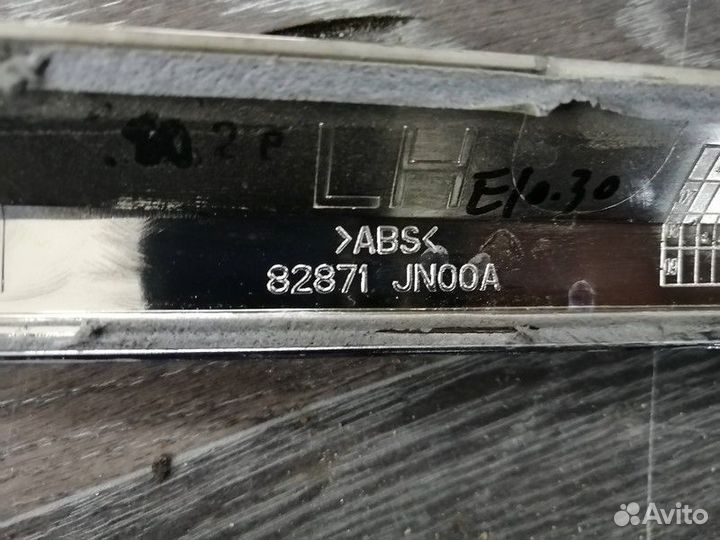 LH
E10.30
>ABS<
82871 JN00A
Avito